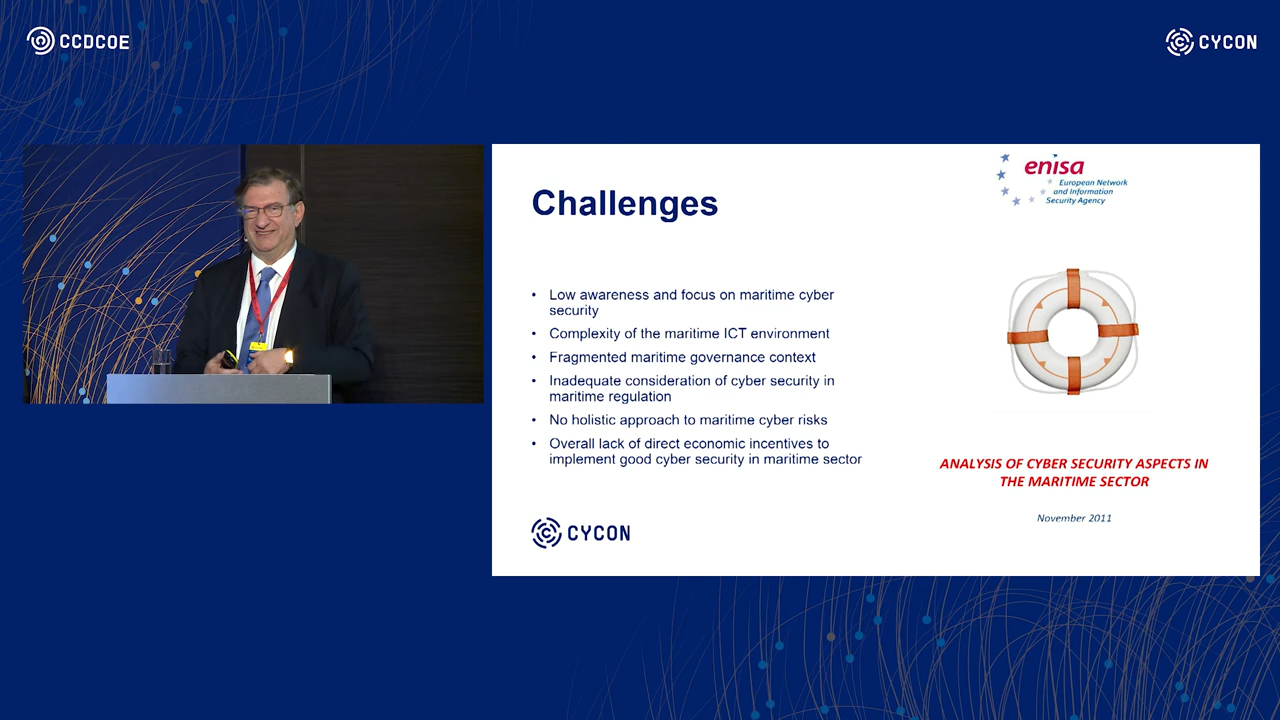 CCDCOE
CYCON
Challenges
• Low awareness and focus on maritime cyber
security
• Complexity of the maritime ICT environment
• Fragmented maritime governance context
• Inadequate consideration of cyber security in
maritime regulation
• No holistic approach to maritime cyber risks
• Overall lack of direct economic incentives to
implement good cyber security in maritime sector
CYCON
enisa
European Network
and Information
Security Agency
ANALYSIS OF CYBER SECURITY ASPECTS IN
THE MARITIME SECTOR
November 2011